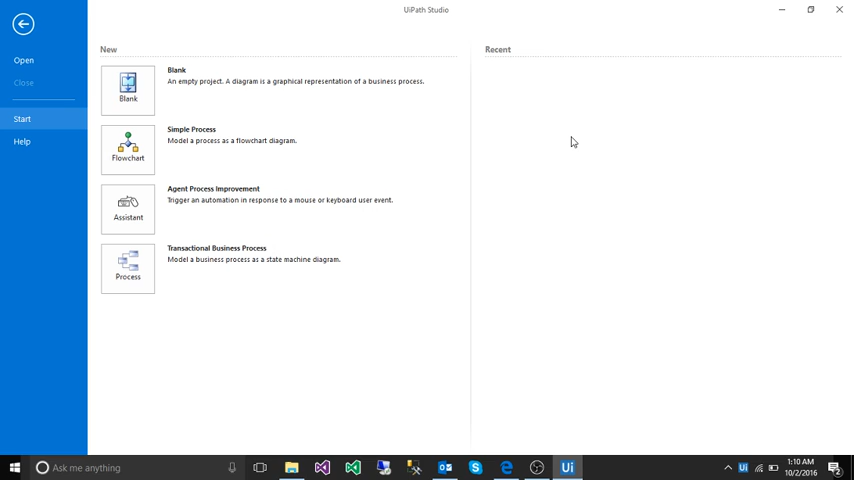 UiPath Studio
Open
Close
Start
Help
New
Blank
Blank
An empty project. A diagram is a graphical representation of a business process.
Flowchart
Simple Process
Model a process as a flowchart diagram.
Assistant
Agent Process Improvement
Trigger an automation in response to a mouse or keyboard user event.
Process
Transactional Business Process
Model a business process as a state machine diagram.
Recent
Ask me anything
Ui
Ui
1:10 AM
10/2/2016
2